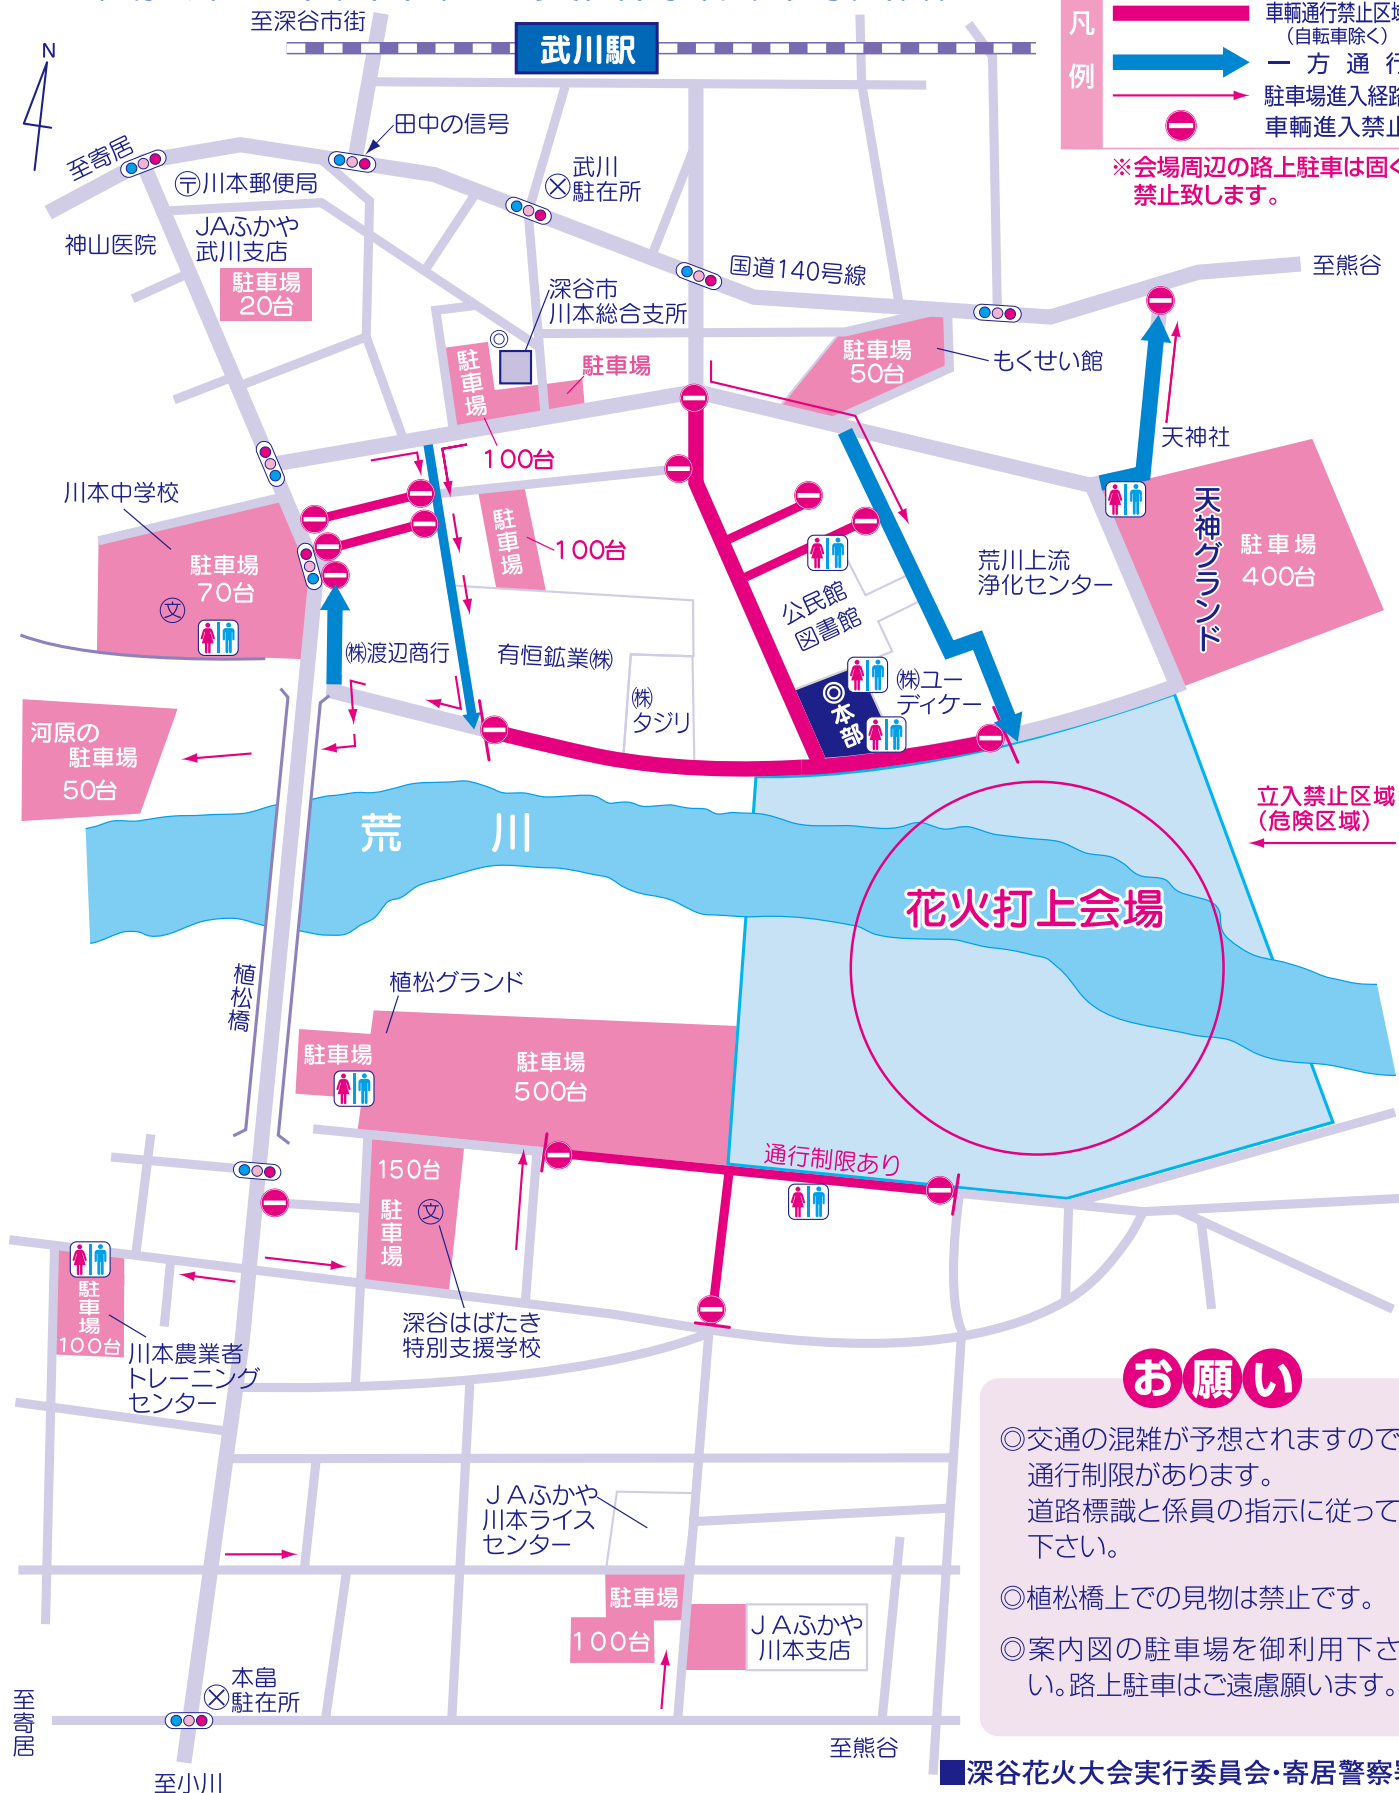 至深谷市街
武川駅
N
凡例
車輌通行禁止区域
（自転車除く）
一方通行
駐車場進入経路
車輌進入禁止
※会場周辺の路上駐車は固く
禁止致します。
至寄居
田中の信号
〒川本郵便局
武川
駐在所
神山医院
JAふかや
武川支店
駐車場
20台
国道140号線
至熊谷
深谷市
川本総合支所
駐車場
駐車場
100台
駐車場
50台
もくせい館
天神社
川本中学校
駐車場
70台
文
駐車場
100台
公民館
図書館
荒川上流
浄化センター
天神グランド
駐車場
400台
㈱渡辺商行
有恒鉱業㈱
㈱
タジリ
◎本部
㈱ユー
ディケー
河原の
駐車場
50台
立入禁止区域
（危険区域）
荒川
花火打上会場
植松橋
植松グランド
駐車場
駐車場
500台
通行制限あり
150台
駐車場
文
駐車場
100台
深谷はばたき
特別支援学校
川本農業者
トレーニング
センター
お願い
◎交通の混雑が予想されますので
通行制限があります。
道路標識と係員の指示に従って
下さい。
◎植松橋上での見物は禁止です。
◎案内図の駐車場を御利用下さ
い。路上駐車はご遠慮願います。
JAふかや
川本ライス
センター
駐車場
100台
JAふかや
川本支店
本畠
駐在所
至寄居
至小川
至熊谷
■深谷花火大会実行委員会・寄居警察署